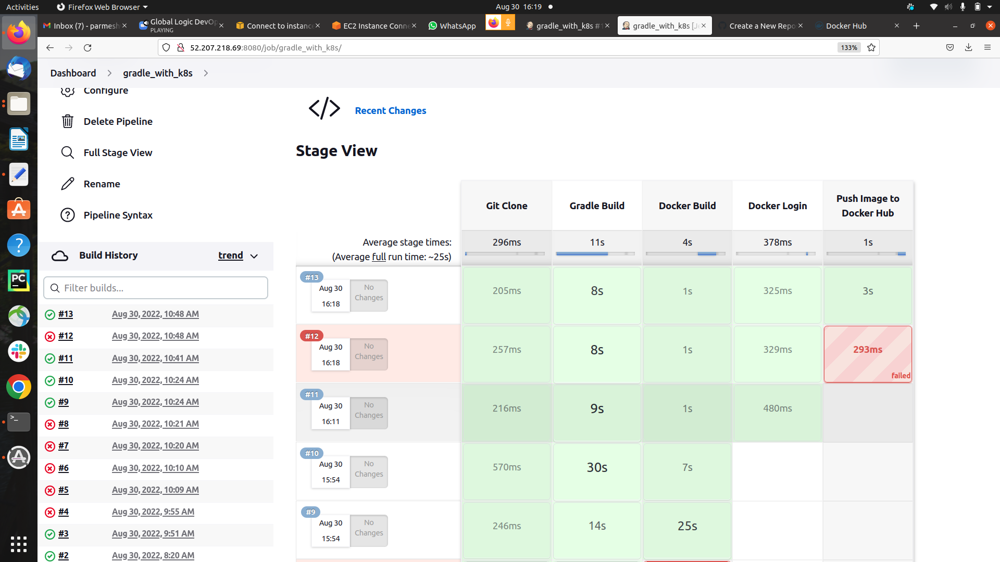 Activities
Firefox Web Browser
Aug 30 16:19
Inbox (7) - parmesh
Global Logic DevOp
PLAYING
Connect to instance
EC2 Instance Conne
WhatsApp
gradle_with_k8s #1
gradle_with_k8s [Je
Create a New Repo
Docker Hub
52.207.218.69:8080/job/gradle_with_k8s/
133%
Dashboard
gradle_with_k8s
Configure
Delete Pipeline
Full Stage View
Rename
Pipeline Syntax
Build History
trend
Filter builds...
#13 Aug 30, 2022, 10:48 AM
#12 Aug 30, 2022, 10:48 AM
#11 Aug 30, 2022, 10:41 AM
#10 Aug 30, 2022, 10:24 AM
#9 Aug 30, 2022, 10:24 AM
#8 Aug 30, 2022, 10:21 AM
#7 Aug 30, 2022, 10:20 AM
#6 Aug 30, 2022, 10:10 AM
#5 Aug 30, 2022, 10:09 AM
#4 Aug 30, 2022, 9:55 AM
#3 Aug 30, 2022, 9:51 AM
#2 Aug 30, 2022, 8:20 AM
Recent Changes
Stage View
Git Clone
Gradle Build
Docker Build
Docker Login
Push Image to
Docker Hub
Average stage times:
(Average full run time: ~25s)
296ms 11s 4s 378ms 1s
#13
Aug 30
16:18
No
Changes
205ms 8s 1s 325ms 3s
#12
Aug 30
16:18
No
Changes
257ms 8s 1s 329ms 293ms
failed
#11
Aug 30
16:11
No
Changes
216ms 9s 1s 480ms
#10
Aug 30
15:54
No
Changes
570ms 30s 7s
#9
Aug 30
15:54
No
Changes
246ms 14s 25s
PC